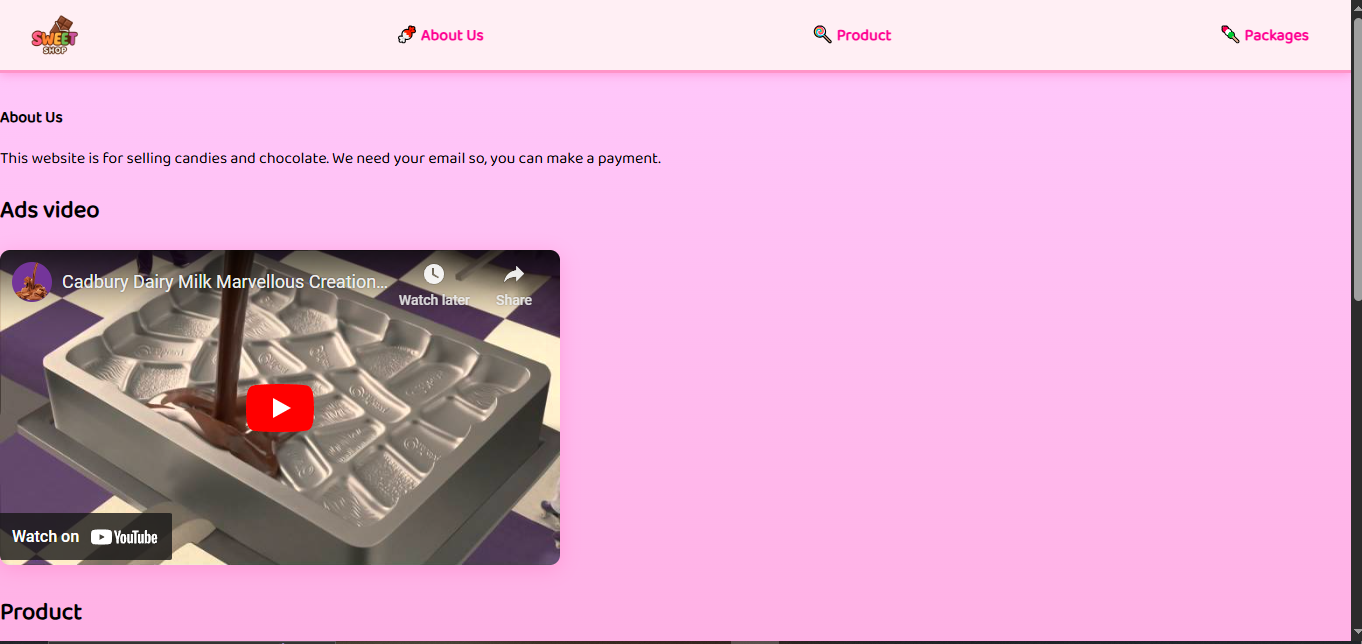 SWEET
SHOP
About Us
Product
Packages
About Us
This website is for selling candies and chocolate. We need your email so, you can make a payment.
Ads video
Cadbury Dairy Milk Marvellous Creation...
Watch later
Share
Watch on YouTube
Product